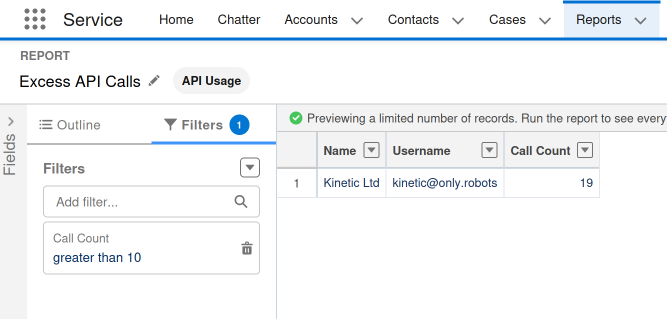 Service Home Chatter Accounts Contacts Cases Reports
REPORT
Excess API Calls API Usage
Fields
Outline Filters 1
Filters
Add filter...
Call Count
greater than 10
Previewing a limited number of records. Run the report to see every
Name Username Call Count
1 Kinetic Ltd kinetic@only.robots 19